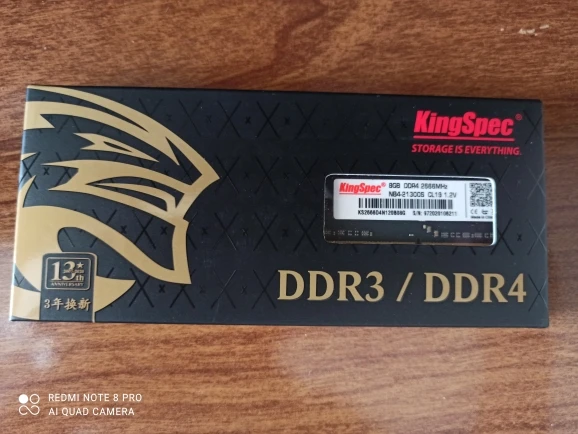 KingSpec®
STORAGE IS EVERYTHING.
KingSpec® 8GB DDR4 2666MHz
NB4-21300S CL19 1.2V
DDR3 / DDR4
13th
ANNIVERSARY
3年换新
REDMI NOTE 8 PRO
AI QUAD CAMERA